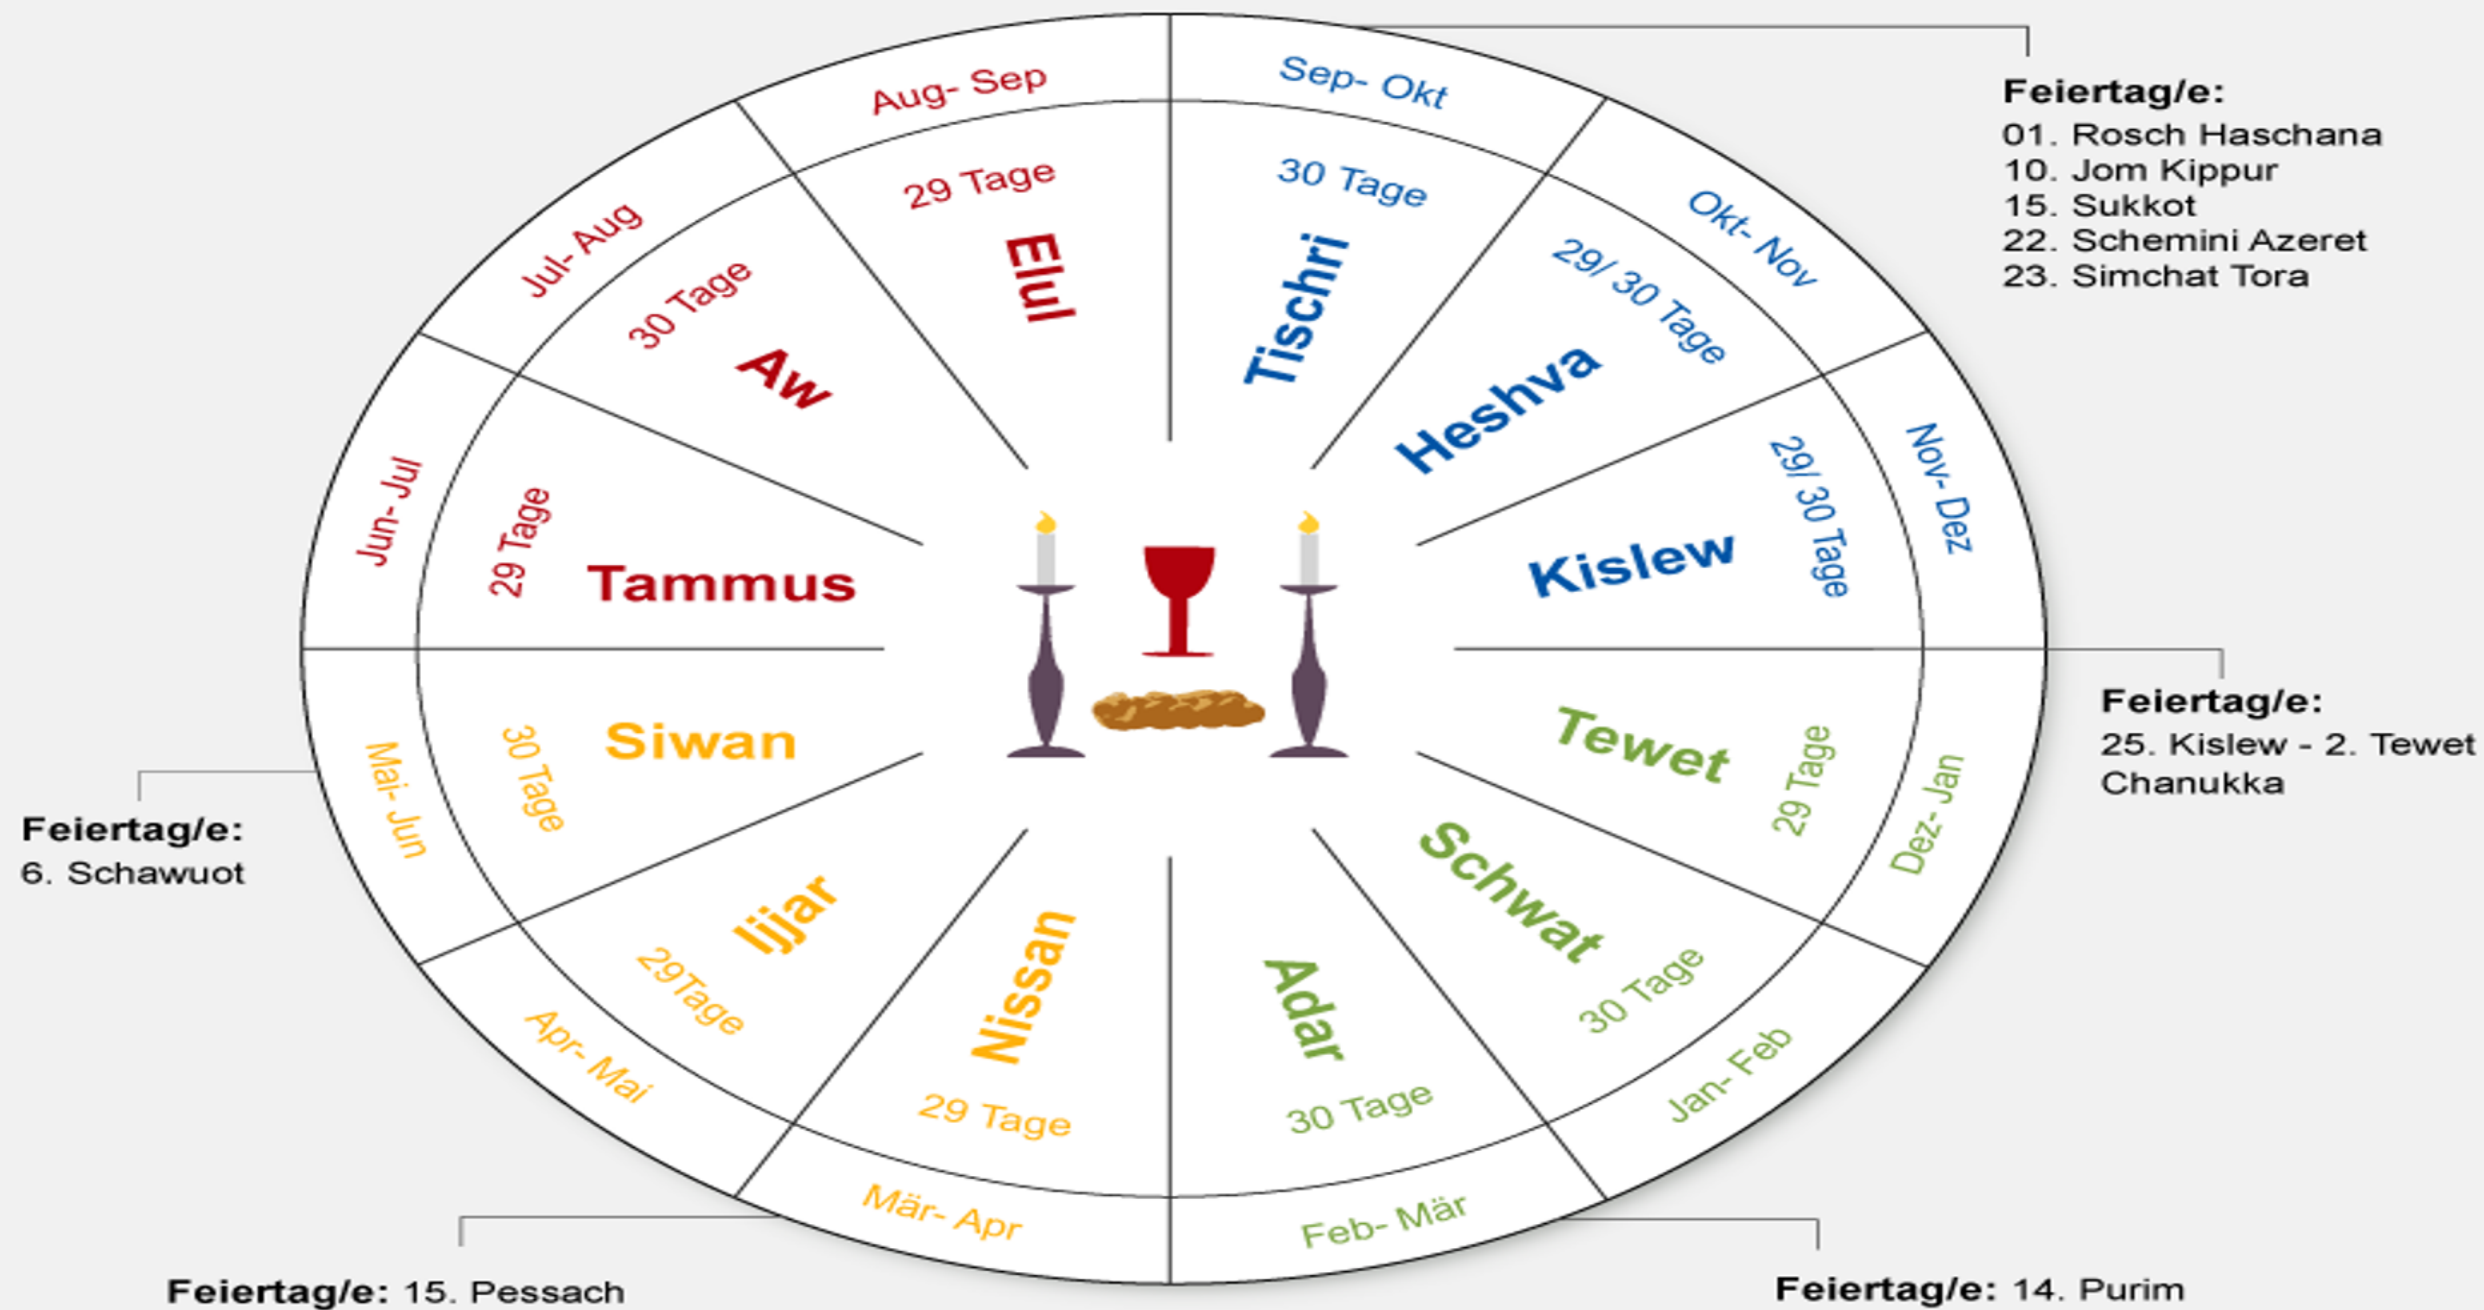 Sep- Okt
30 Tage
Tischri
Okt- Nov
29/ 30 Tage
Heshva
Nov- Dez
29/ 30 Tage
Kislew
Dez- Jan
29 Tage
Tewet
Jan- Feb
30 Tage
Schwat
Feb- Mär
30 Tage
Adar
Mär- Apr
29 Tage
Nissan
Apr- Mai
29Tage
Ijjar
Mai- Jun
30 Tage
Siwan
Jun- Jul
29 Tage
Tammus
Jul- Aug
30 Tage
Aw
Aug- Sep
29 Tage
Elul
Feiertag/e:
01. Rosch Haschana
10. Jom Kippur
15. Sukkot
22. Schemini Azeret
23. Simchat Tora
Feiertag/e:
25. Kislew - 2. Tewet
Chanukka
Feiertag/e: 14. Purim
Feiertag/e: 15. Pessach
Feiertag/e:
6. Schawuot